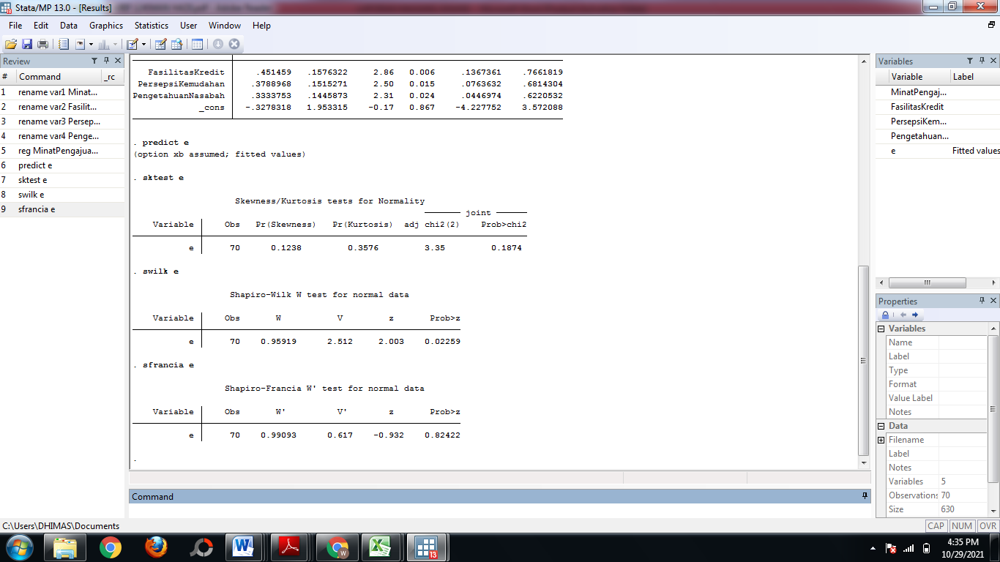 Stata/MP 13.0 - [Results]
File Edit Data Graphics Statistics User Window Help
Review
# Command _rc
1 rename var1 Minat...
2 rename var2 Fasilit...
3 rename var3 Persep...
4 rename var4 Penge...
5 reg MinatPengajua...
6 predict e
7 sktest e
8 swilk e
9 sfrancia e
FasilitasKredit .451459 .1576322 2.86 0.006 .1367361 .7661819
PersepsiKemudahan .3788968 .1515271 2.50 0.015 .0763632 .6814304
PengetahuanNasabah .3333753 .1445873 2.31 0.024 .0446974 .6220532
_cons -.3278318 1.953315 -0.17 0.867 -4.227752 3.572088
. predict e
(option xb assumed; fitted values)
. sktest e
Skewness/Kurtosis tests for Normality
joint
Variable Obs Pr(Skewness) Pr(Kurtosis) adj chi2(2) Prob>chi2
e 70 0.1238 0.3576 3.35 0.1874
. swilk e
Shapiro-Wilk W test for normal data
Variable Obs W V z Prob>z
e 70 0.95919 2.512 2.003 0.02259
. sfrancia e
Shapiro-Francia W' test for normal data
Variable Obs W' V' z Prob>z
e 70 0.99093 0.617 -0.932 0.82422
.
Command
Variables
Variable Label
MinatPengaj...
FasilitasKredit
PersepsiKem...
Pengetahuan...
e Fitted values
Properties
Variables
Name
Label
Type
Format
Value Label
Notes
Data
Filename
Label
Notes
Variables 5
Observations 70
Size 630
C:\Users\DHIMAS\Documents
CAP NUM OVR
W
13
4:35 PM
10/29/2021